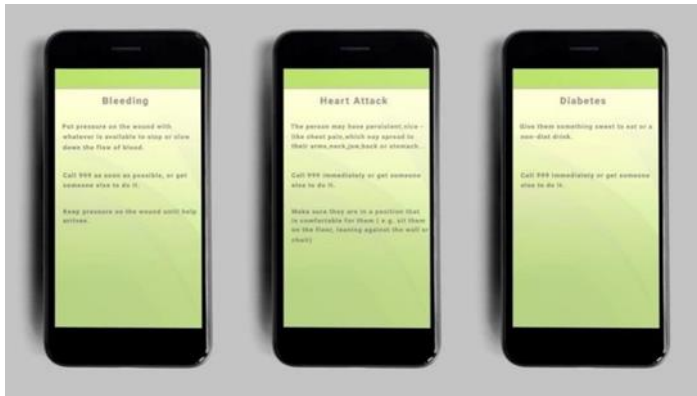 Bleeding
Put pressure on the wound with
whatever is available to stop or slow
down the flow of blood.
Call 999 as soon as possible, or get
someone else to do it.
Keep pressure on the wound until help
arrives.
Heart Attack
The person may have persistent,vice -
like chest pain,which may spread to
their arms,neck,jaw,back or stomach.
Call 999 immediately or get someone
else to do it.
Make sure they are in a position that
is comfortable for them ( e.g. sit them
on the floor, leaning against the wall or
chair)
Diabetes
Give them something sweet to eat or a
non-diet drink.
Call 999 immediately or get someone
else to do it.